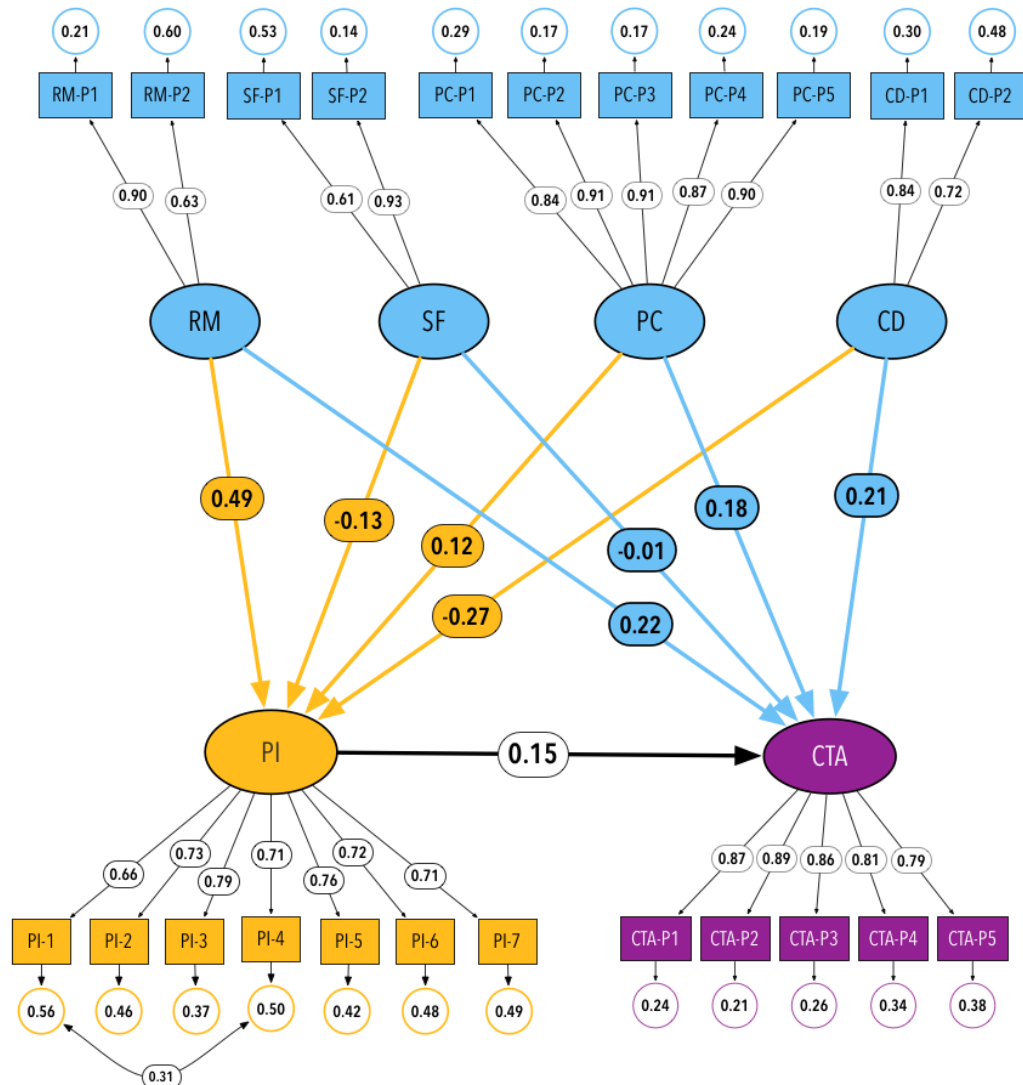 0.21 0.60 0.53 0.14 0.29 0.17 0.17 0.24 0.19 0.30 0.48
RM-P1 RM-P2 SF-P1 SF-P2 PC-P1 PC-P2 PC-P3 PC-P4 PC-P5 CD-P1 CD-P2
0.90 0.63 0.61 0.93 0.84 0.91 0.91 0.87 0.90 0.84 0.72
RM SF PC CD
0.49 -0.13 0.12 -0.27 0.22 -0.01 0.18 0.21
PI 0.15 CTA
0.66 0.73 0.79 0.71 0.76 0.72 0.71 0.87 0.89 0.86 0.81 0.79
PI-1 PI-2 PI-3 PI-4 PI-5 PI-6 PI-7 CTA-P1 CTA-P2 CTA-P3 CTA-P4 CTA-P5
0.56 0.46 0.37 0.50 0.42 0.48 0.49 0.24 0.21 0.26 0.34 0.38
0.31